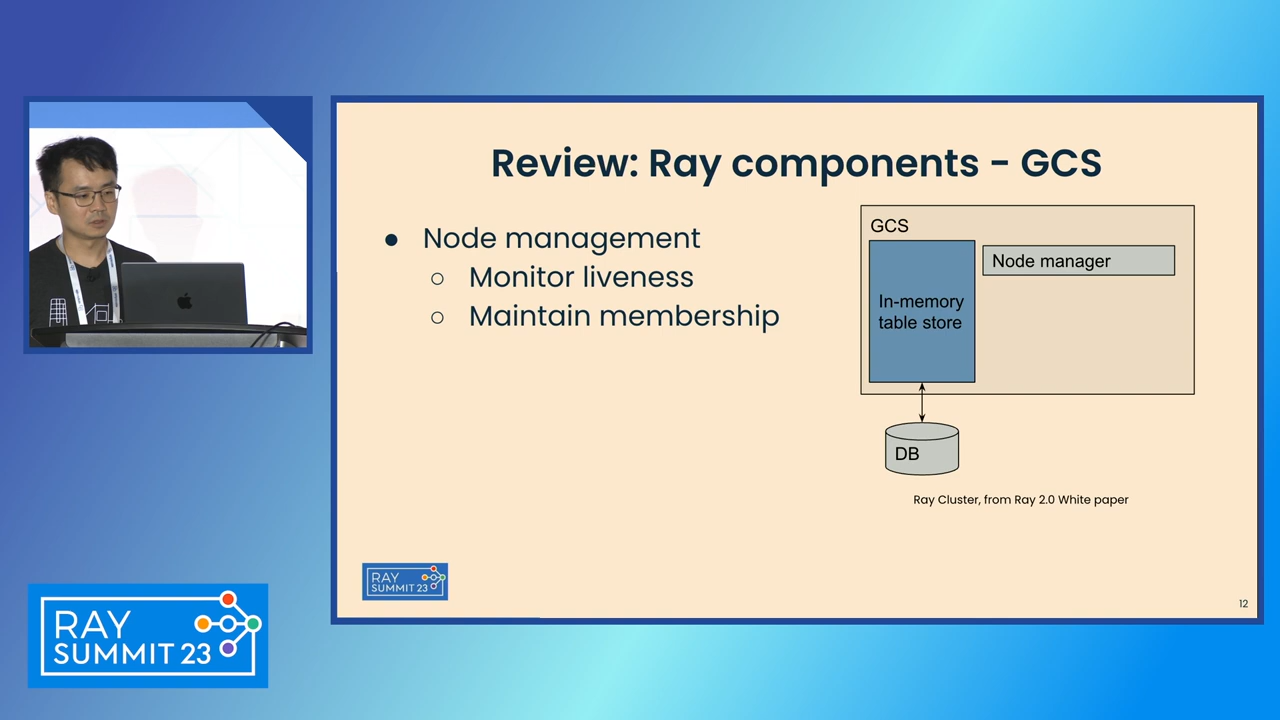 Review: Ray components - GCS
● Node management
○ Monitor liveness
○ Maintain membership
GCS
In-memory
table store
Node manager
DB
Ray Cluster, from Ray 2.0 White paper
RAY
SUMMIT 23
12
RAY
SUMMIT 23